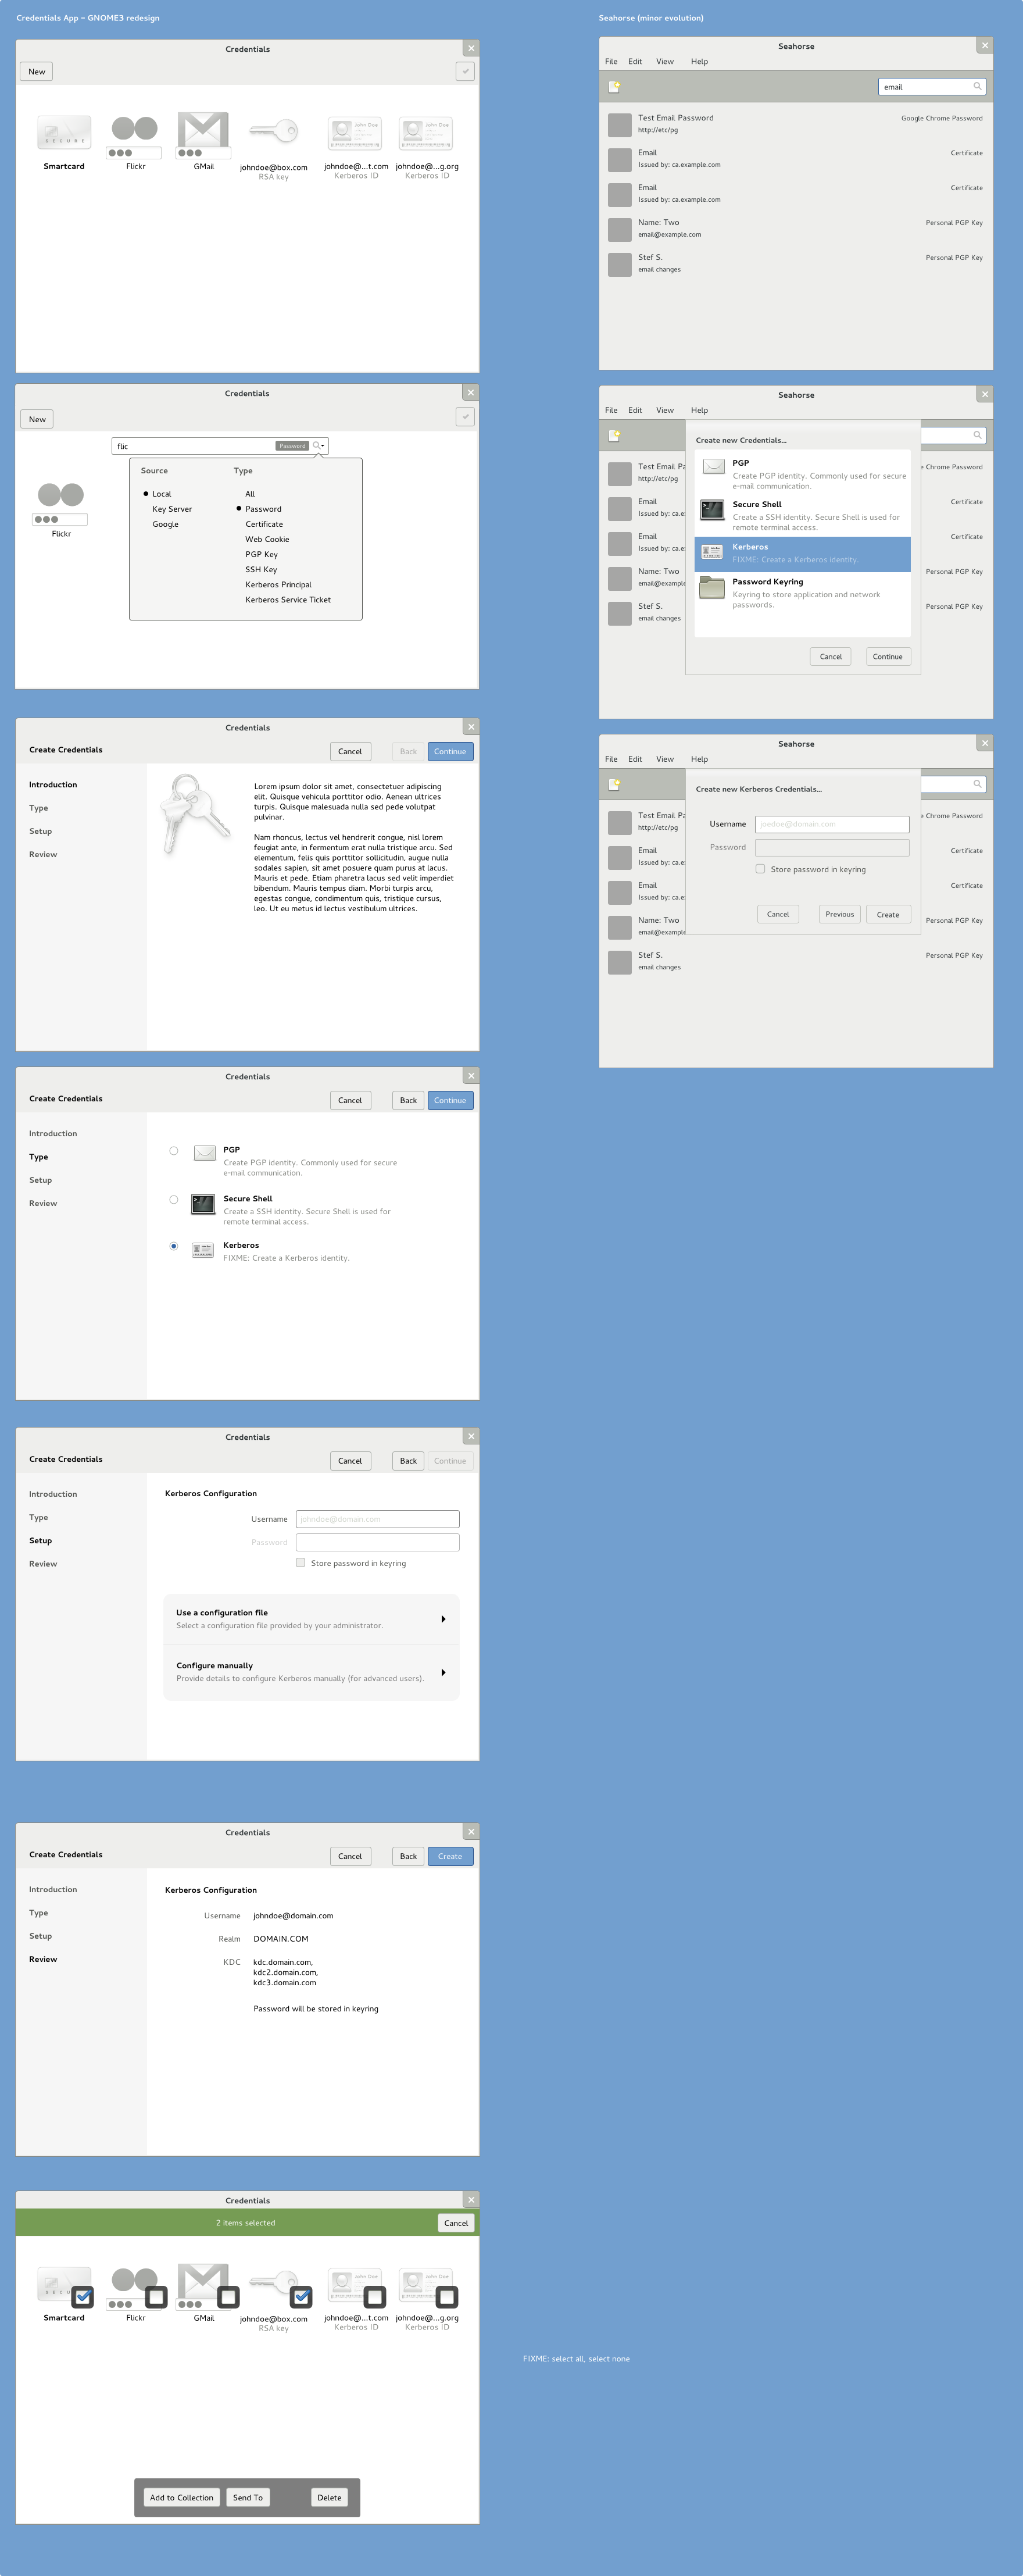 Credentials App – GNOME3 redesign
Credentials
New
SECURE
John Doe
John Doe
Smartcard
Flickr
GMail
johndoe@box.com
RSA key
johndoe@...t.com
Kerberos ID
johndoe@...g.org
Kerberos ID
Credentials
New
flic
Password
Source
Type
Local
Key Server
Google
All
Password
Certificate
Web Cookie
PGP Key
SSH Key
Kerberos Principal
Kerberos Service Ticket
Flickr
Credentials
Create Credentials
Cancel
Back
Continue
Introduction
Type
Setup
Review
Lorem ipsum dolor sit amet, consectetuer adipiscing
elit. Quisque vehicula porttitor odio. Aenean ultrices
turpis. Quisque malesuada nulla sed pede volutpat
pulvinar.
Nam rhoncus, lectus vel hendrerit congue, nisl lorem
feugiat ante, in fermentum erat nulla tristique arcu. Sed
elementum, felis quis porttitor sollicitudin, augue nulla
sodales sapien, sit amet posuere quam purus at lacus.
Mauris et pede. Etiam pharetra lacus sed velit imperdiet
bibendum. Mauris tempus diam. Morbi turpis arcu,
egestas congue, condimentum quis, tristique cursus,
leo. Ut eu metus id lectus vestibulum ultrices.
Credentials
Create Credentials
Cancel
Back
Continue
Introduction
Type
Setup
Review
PGP
Create PGP identity. Commonly used for secure
e-mail communication.
Secure Shell
Create a SSH identity. Secure Shell is used for
remote terminal access.
Kerberos
FIXME: Create a Kerberos identity.
Credentials
Create Credentials
Cancel
Back
Continue
Introduction
Type
Setup
Review
Kerberos Configuration
Username
johndoe@domain.com
Password
Store password in keyring
Use a configuration file
Select a configuration file provided by your administrator.
Configure manually
Provide details to configure Kerberos manually (for advanced users).
Credentials
Create Credentials
Cancel
Back
Create
Introduction
Type
Setup
Review
Kerberos Configuration
Username
johndoe@domain.com
Realm
DOMAIN.COM
KDC
kdc.domain.com,
kdc2.domain.com,
kdc3.domain.com
Password will be stored in keyring
Credentials
2 items selected
Cancel
John Doe
John Doe
Smartcard
Flickr
GMail
johndoe@box.com
RSA key
johndoe@...t.com
Kerberos ID
johndoe@...g.org
Kerberos ID
Add to Collection
Send To
Delete
Seahorse (minor evolution)
Seahorse
File
Edit
View
Help
email
Test Email Password
http://etc/pg
Google Chrome Password
Email
Issued by: ca.example.com
Certificate
Email
Issued by: ca.example.com
Certificate
Name: Two
email@example.com
Personal PGP Key
Stef S.
email changes
Personal PGP Key
Seahorse
File
Edit
View
Help
Test Email Pa
http://etc/pg
e Chrome Password
Email
Issued by: ca.e
Certificate
Email
Issued by: ca.e
Certificate
Name: Two
email@example
Personal PGP Key
Stef S.
email changes
Personal PGP Key
Create new Credentials...
PGP
Create PGP identity. Commonly used for secure
e-mail communication.
Secure Shell
Create a SSH identity. Secure Shell is used for
remote terminal access.
Kerberos
FIXME: Create a Kerberos identity.
Password Keyring
Keyring to store application and network
passwords.
Cancel
Continue
Seahorse
File
Edit
View
Help
Test Email Pa
http://etc/pg
e Chrome Password
Email
Issued by: ca.e
Certificate
Email
Issued by: ca.e
Certificate
Name: Two
email@example
Personal PGP Key
Stef S.
email changes
Personal PGP Key
Create new Kerberos Credentials...
Username
joedoe@domain.com
Password
Store password in keyring
Cancel
Previous
Create
FIXME: select all, select none